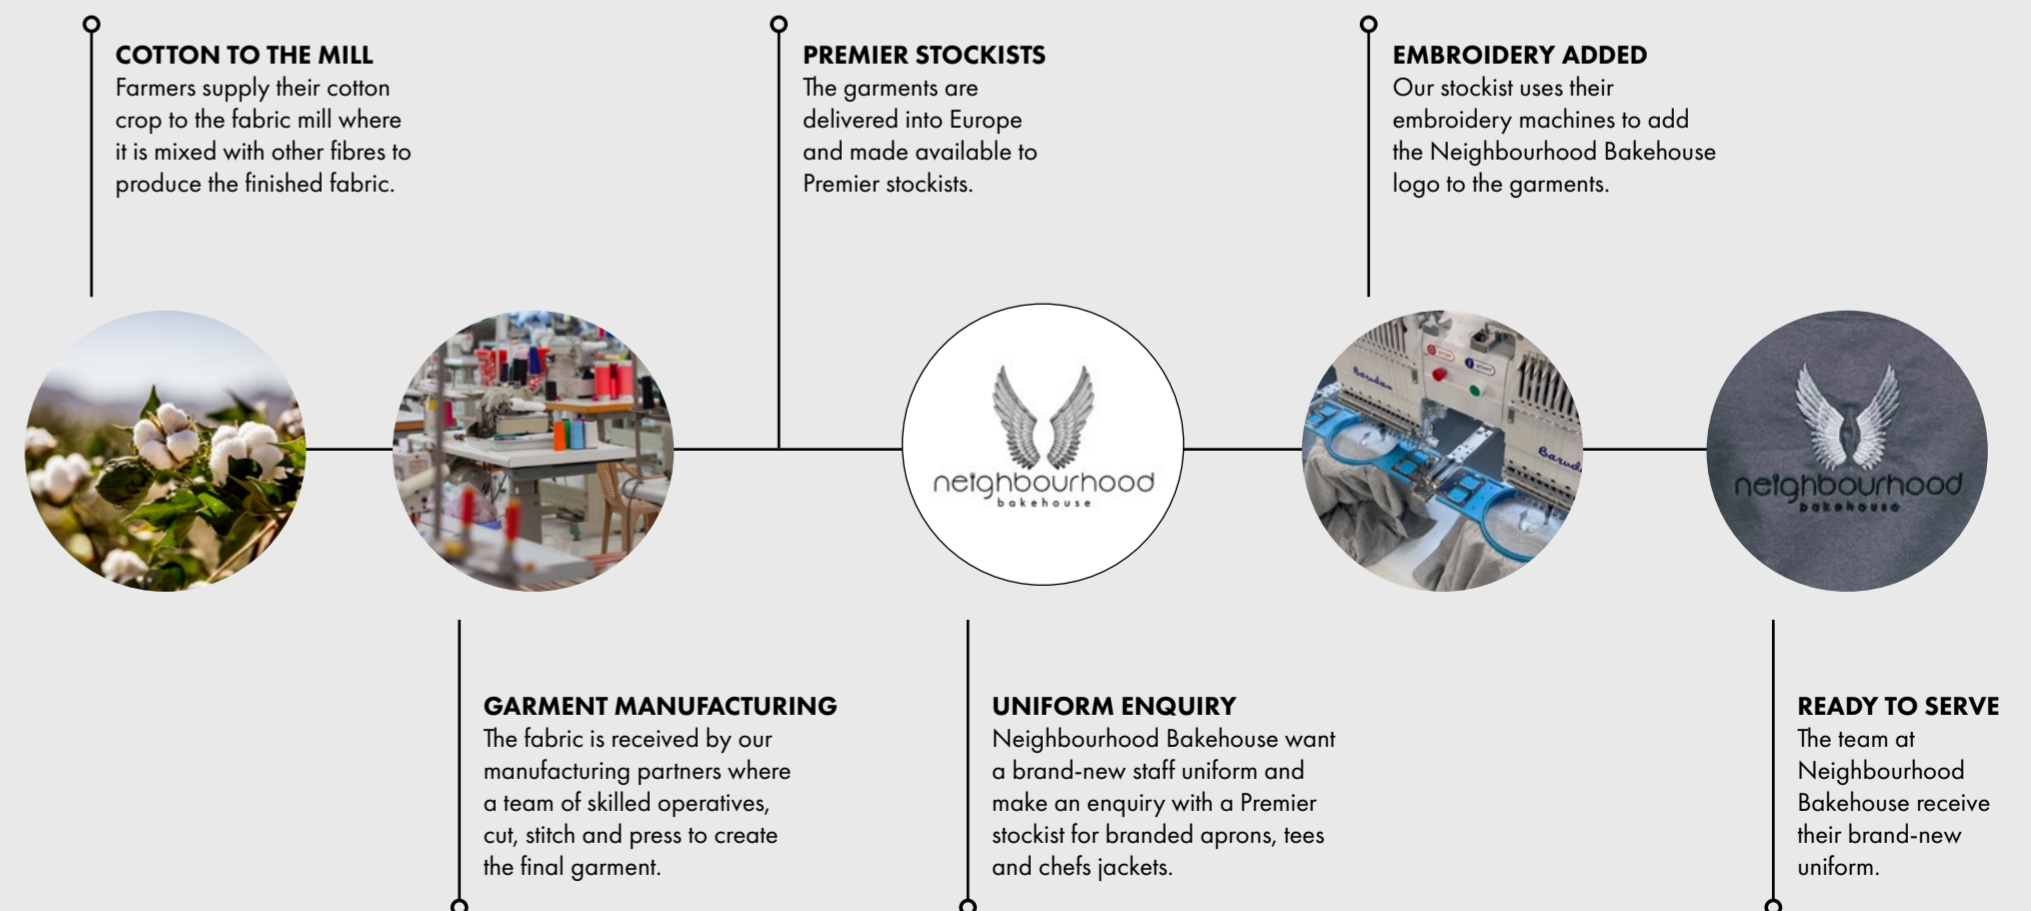 COTTON TO THE MILL
Farmers supply their cotton
crop to the fabric mill where
it is mixed with other fibres to
produce the finished fabric.
PREMIER STOCKISTS
The garments are
delivered into Europe
and made available to
Premier stockists.
EMBROIDERY ADDED
Our stockist uses their
embroidery machines to add
the Neighbourhood Bakehouse
logo to the garments.
neighbourhood
bakehouse
Barudan
neighbourhood
bakehouse
GARMENT MANUFACTURING
The fabric is received by our
manufacturing partners where
a team of skilled operatives,
cut, stitch and press to create
the final garment.
UNIFORM ENQUIRY
Neighbourhood Bakehouse want
a brand-new staff uniform and
make an enquiry with a Premier
stockist for branded aprons, tees
and chefs jackets.
READY TO SERVE
The team at
Neighbourhood
Bakehouse receive
their brand-new
uniform.